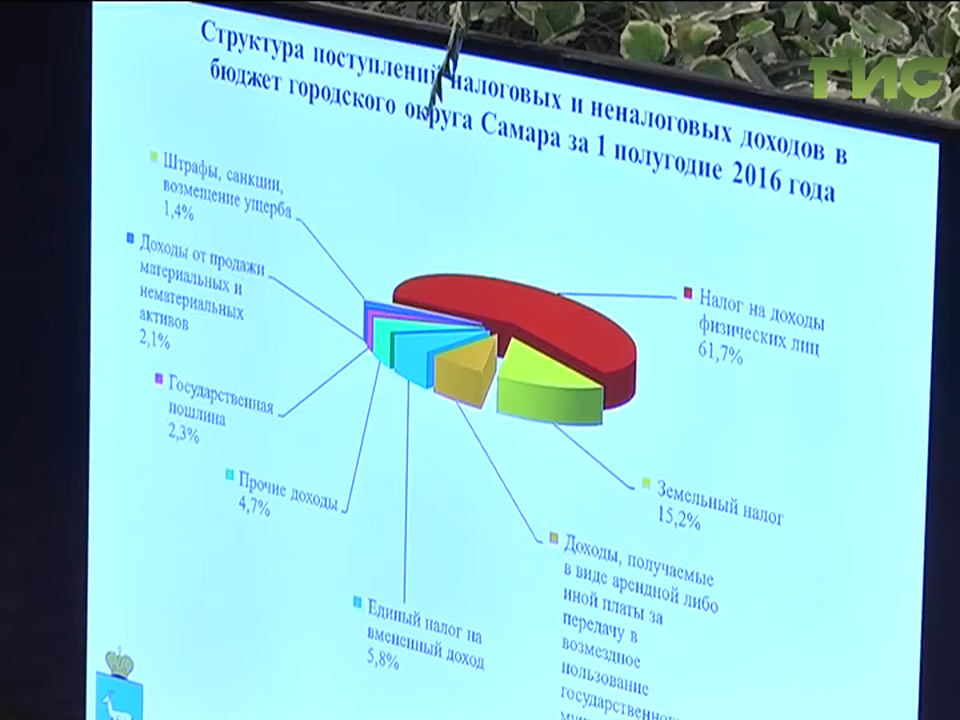 ТИС
Структура поступлений налоговых и неналоговых доходов в
бюджет городского округа Самара за 1 полугодие 2016 года
Штрафы, санкции,
возмещение ущерба
1,4%
Доходы от продажи
материальных и
нематериальных
активов
2,1%
Государственная
пошлина
2,3%
Прочие доходы
4,7%
Единый налог на
вмененный доход
5,8%
Налог на доходы
физических лиц
61,7%
Земельный налог
15,2%
Доходы, получаемые
в виде арендной либо
иной платы за
передачу в
возмездное
пользование